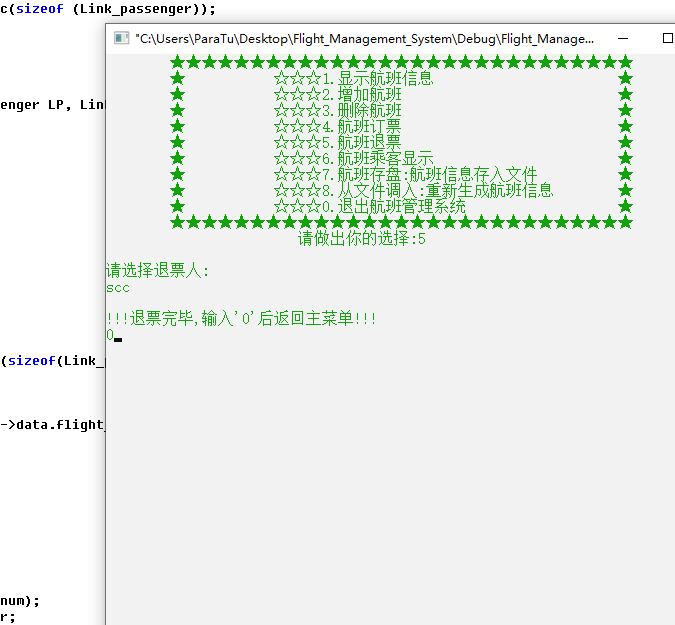 c(sizeof (Link_passenger));
"C:\Users\ParaTu\Desktop\Flight_Management_System\Debug\Flight_Manage...
★★★★★★★★★★★★★★★★★★★★★★★★★★★★★
★ ☆☆☆1.显示航班信息 ★
★ ☆☆☆2.增加航班 ★
enger LP, Link
★ ☆☆☆3.删除航班 ★
★ ☆☆☆4.航班订票 ★
★ ☆☆☆5.航班退票 ★
★ ☆☆☆6.航班乘客显示 ★
★ ☆☆☆7.航班存盘:航班信息存入文件 ★
★ ☆☆☆8.从文件调入:重新生成航班信息 ★
★ ☆☆☆0.退出航班管理系统 ★
★★★★★★★★★★★★★★★★★★★★★★★★★★★★★
请做出你的选择:5
请选择退票人:
scc
!!!退票完毕,输入'0'后返回主菜单!!!
0
(sizeof(Link_p
->data.flight_
num);
r;